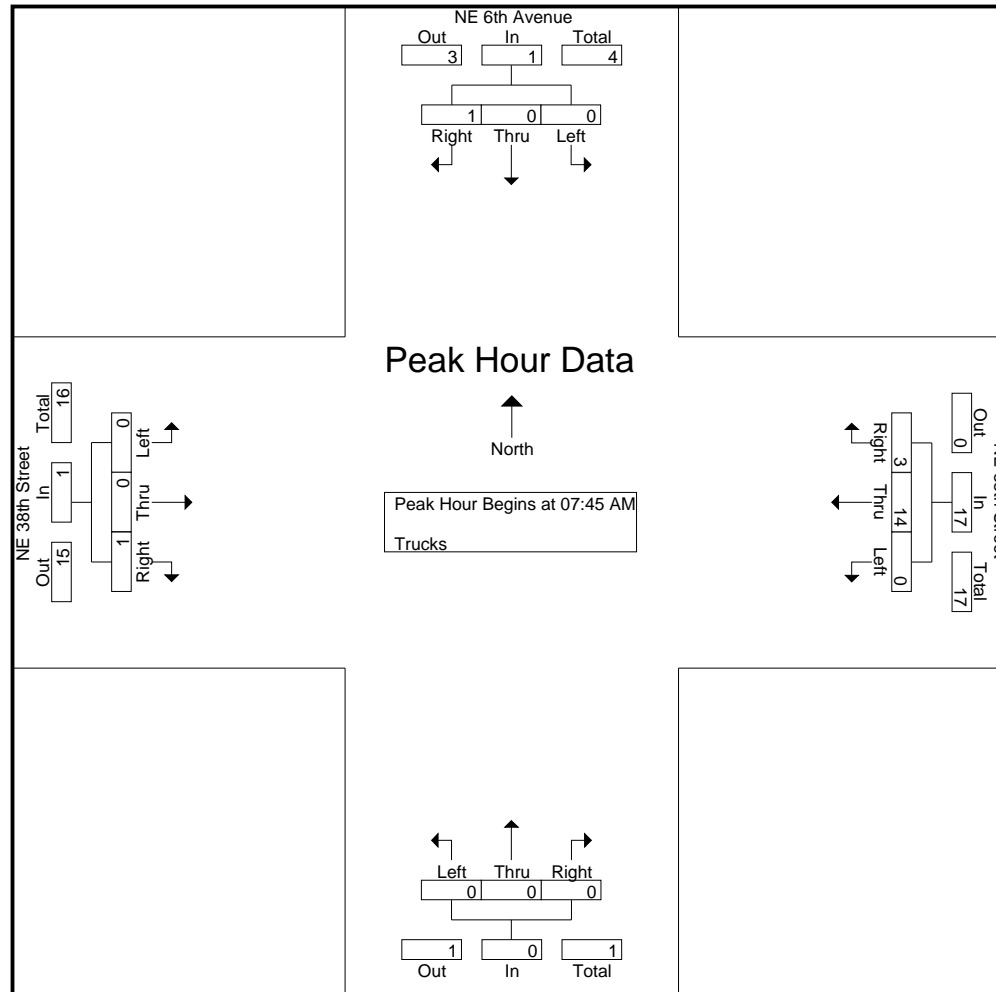 NE 6th Avenue
Out In Total
3 1 4
1 0 0
Right Thru Left
Peak Hour Data
North
Peak Hour Begins at 07:45 AM
Trucks
NE 38th Street
Out In Total
15 1 16
1 0 0
Right Thru Left
Out In Total
0 17 17
3 14 0
Right Thru Left
Left Thru Right
0 0 0
1 0 1
Out In Total